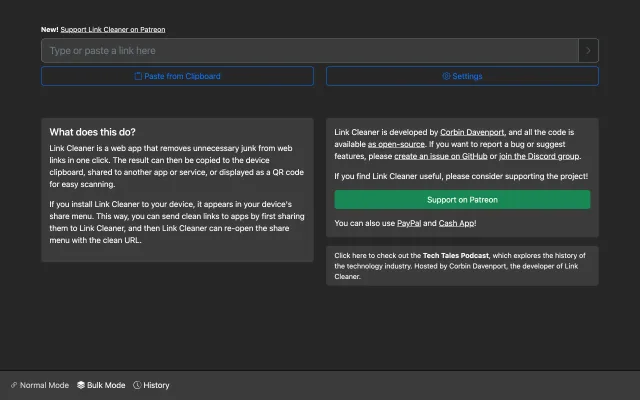 New! Support Link Cleaner on Patreon
Type or paste a link here
Paste from Clipboard
Settings
What does this do?
Link Cleaner is a web app that removes unnecessary junk from web
links in one click. The result can then be copied to the device
clipboard, shared to another app or service, or displayed as a QR code
for easy scanning.
If you install Link Cleaner to your device, it appears in your device's
share menu. This way, you can send clean links to apps by first sharing
them to Link Cleaner, and then Link Cleaner can re-open the share
menu with the clean URL.
Link Cleaner is developed by Corbin Davenport, and all the code is
available as open-source. If you want to report a bug or suggest
features, please create an issue on GitHub or join the Discord group.
If you find Link Cleaner useful, please consider supporting the project!
Support on Patreon
You can also use PayPal and Cash App!
Click here to check out the Tech Tales Podcast, which explores the history of
the technology industry. Hosted by Corbin Davenport, the developer of Link
Cleaner.
Normal Mode
Bulk Mode
History